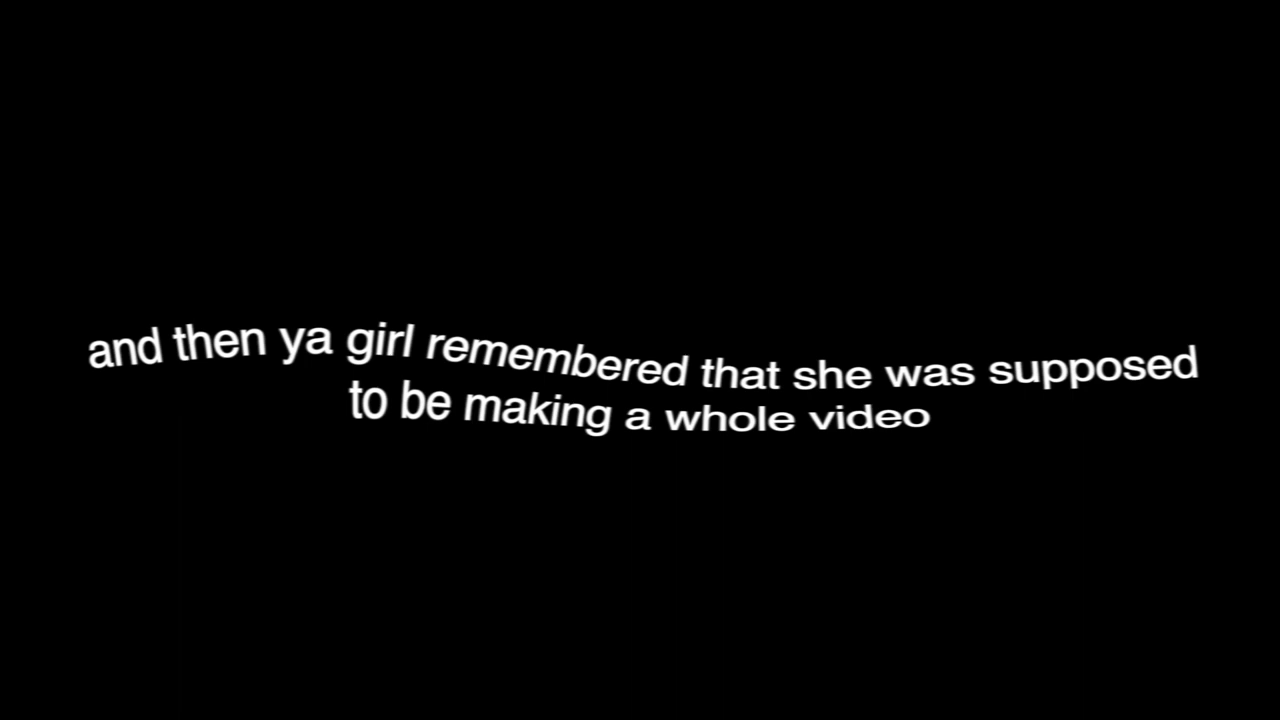 and then ya girl remembered that she was supposed
to be making a whole video